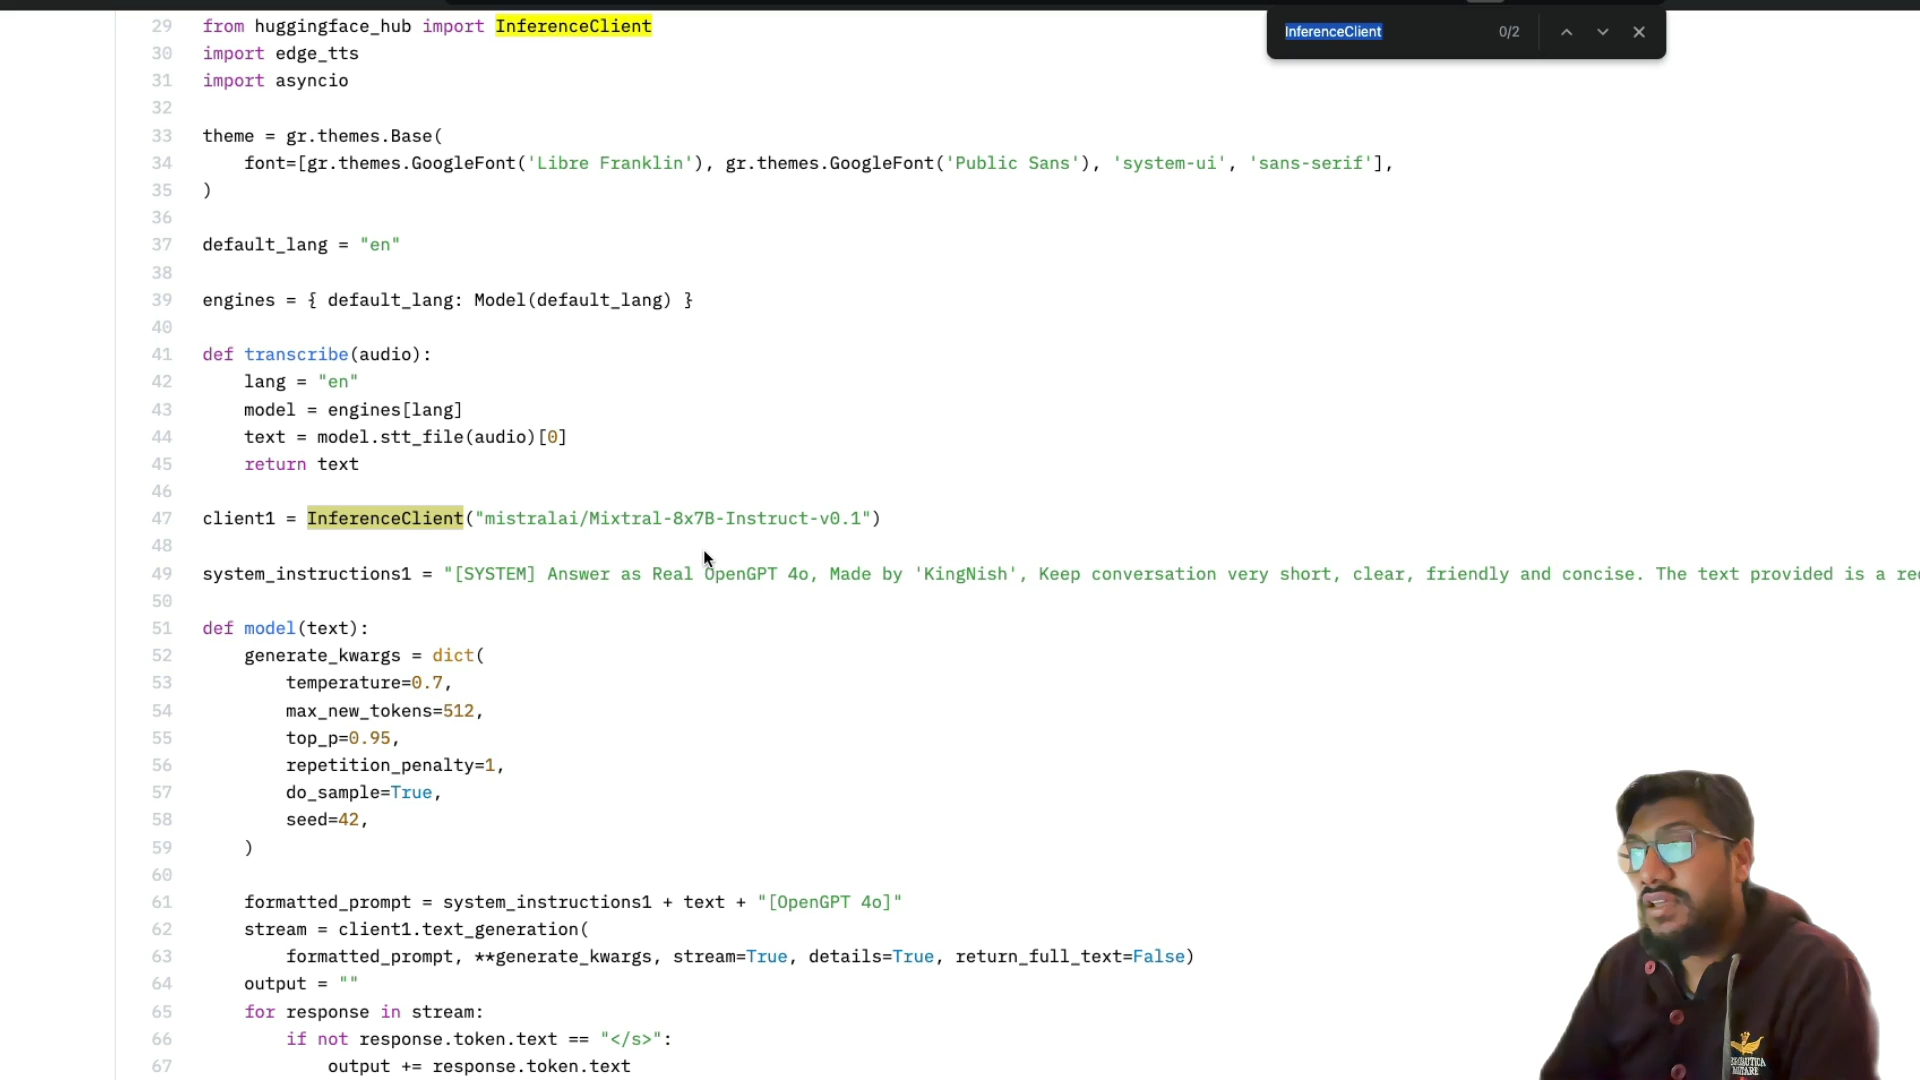 29 from huggingface_hub import InferenceClient
InferenceClient 0/2
30 import edge_tts
31 import asyncio
32
33 theme = gr.themes.Base(
34     font=[gr.themes.GoogleFont('Libre Franklin'), gr.themes.GoogleFont('Public Sans'), 'system-ui', 'sans-serif'],
35 )
36
37 default_lang = "en"
38
39 engines = { default_lang: Model(default_lang) }
40
41 def transcribe(audio):
42     lang = "en"
43     model = engines[lang]
44     text = model.stt_file(audio)[0]
45     return text
46
47 client1 = InferenceClient("mistralai/Mixtral-8x7B-Instruct-v0.1")
48
49 system_instructions1 = "[SYSTEM] Answer as Real OpenGPT 4o, Made by 'KingNish', Keep conversation very short, clear, friendly and concise. The text provided is a
50
51 def model(text):
52     generate_kwargs = dict(
53         temperature=0.7,
54         max_new_tokens=512,
55         top_p=0.95,
56         repetition_penalty=1,
57         do_sample=True,
58         seed=42,
59     )
60
61     formatted_prompt = system_instructions1 + text + "[OpenGPT 4o]"
62     stream = client1.text_generation(
63         formatted_prompt, **generate_kwargs, stream=True, details=True, return_full_text=False)
64     output = ""
65     for response in stream:
66         if not response.token.text == "</s>":
67             output += response.token.text